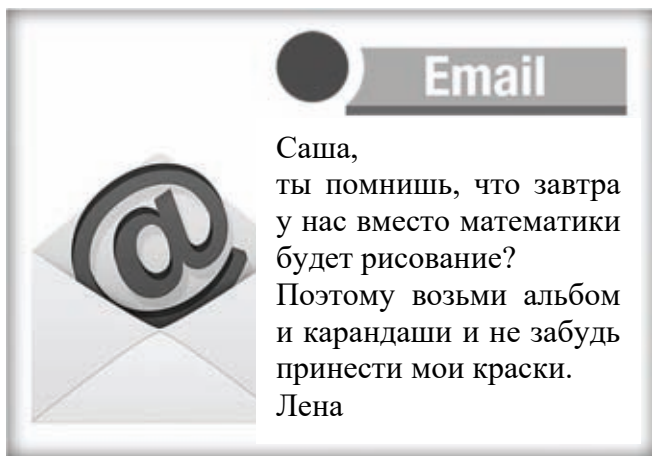 Email
Саша,
ты помнишь, что завтра
у нас вместо математики
будет рисование?
Поэтому возьми альбом
и карандаши и не забудь
принести мои краски.
Лена